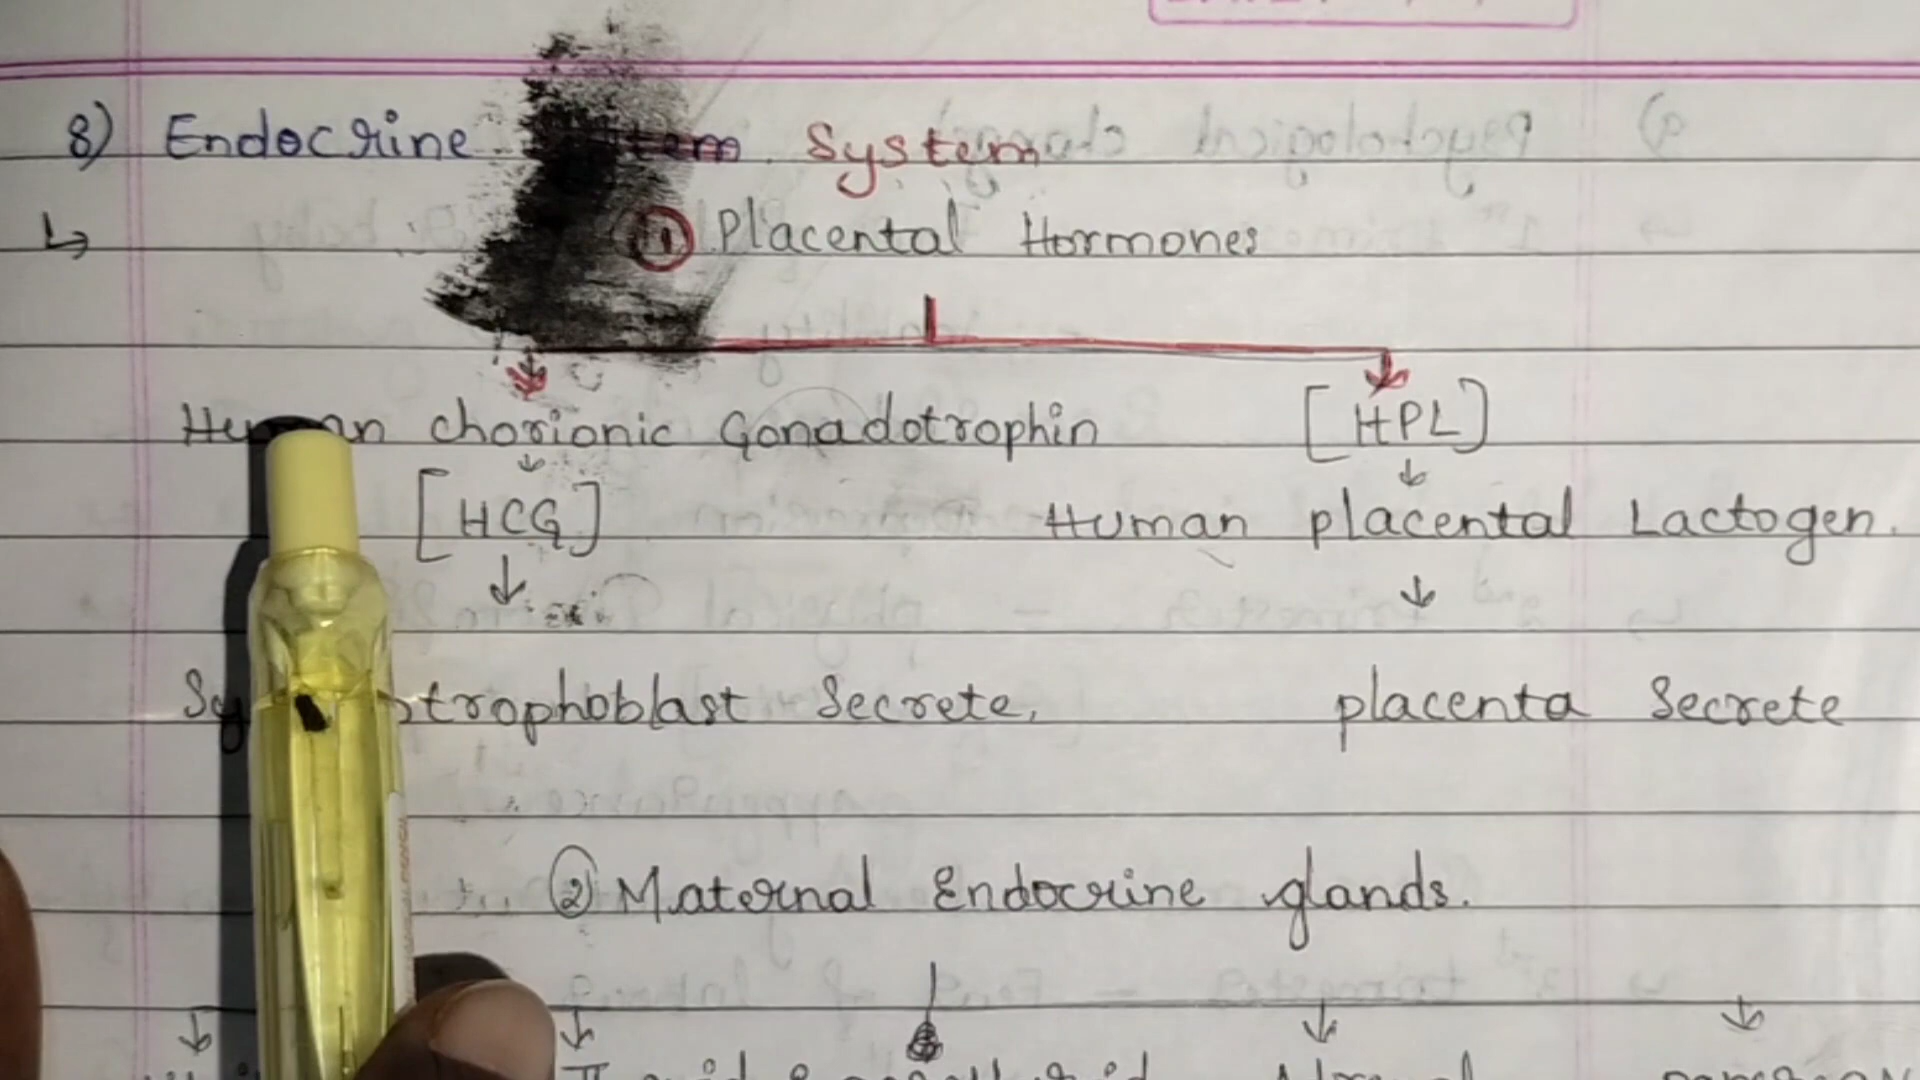 8) Endocrine System
↳ ① Placental Hormones
Human chorionic Gonadotrophin [HPL]
[HCG] Human placental Lactogen.
trophoblast Secrete, placenta Secrete
② Maternal Endocrine glands.